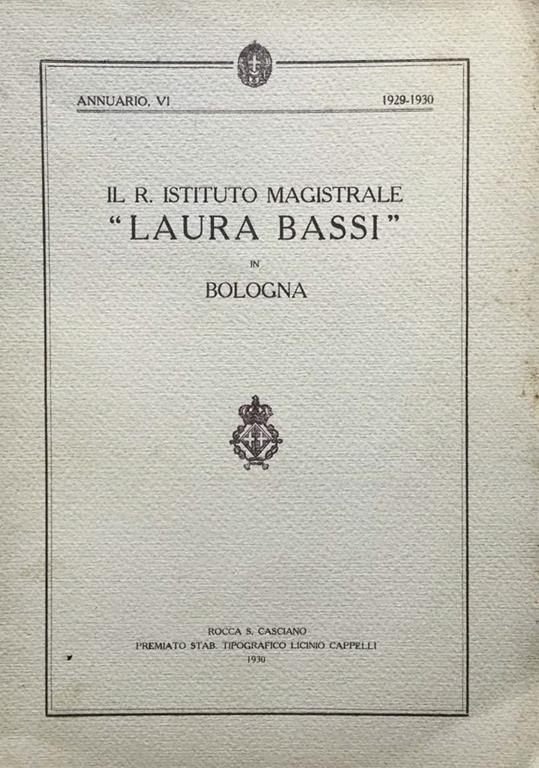 ANNUARIO, VI 1929-1930
IL R. ISTITUTO MAGISTRALE
“LAURA BASSI”
IN
BOLOGNA
ROCCA S. CASCIANO
PREMIATO STAB. TIPOGRAFICO LICINIO CAPPELLI
1930